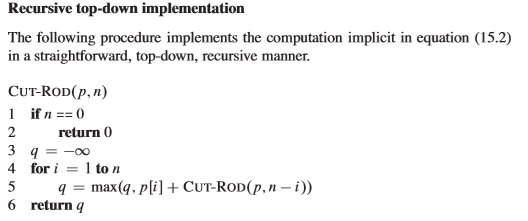 Recursive top-down implementation
The following procedure implements the computation implicit in equation (15.2)
in a straightforward, top-down, recursive manner.
CUT-ROD(p, n)
1 if n == 0
2 return 0
3 q = −∞
4 for i = 1 to n
5 q = max(q, p[i] + CUT-ROD(p, n − i))
6 return q